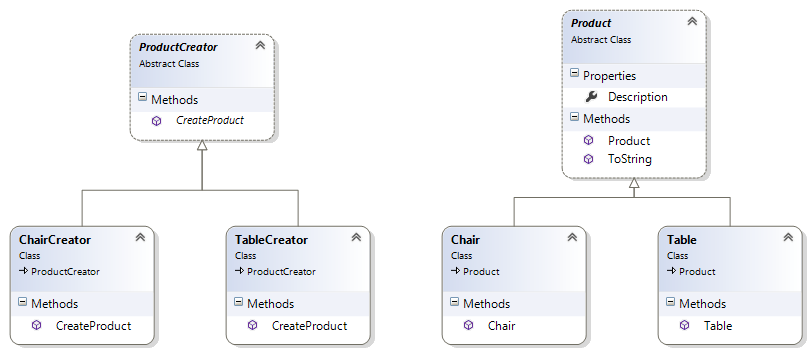 ProductCreator
Abstract Class
Methods
CreateProduct
Product
Abstract Class
Properties
Description
Methods
Product
ToString
ChairCreator
Class
ProductCreator
Methods
CreateProduct
TableCreator
Class
ProductCreator
Methods
CreateProduct
Chair
Class
Product
Methods
Chair
Table
Class
Product
Methods
Table